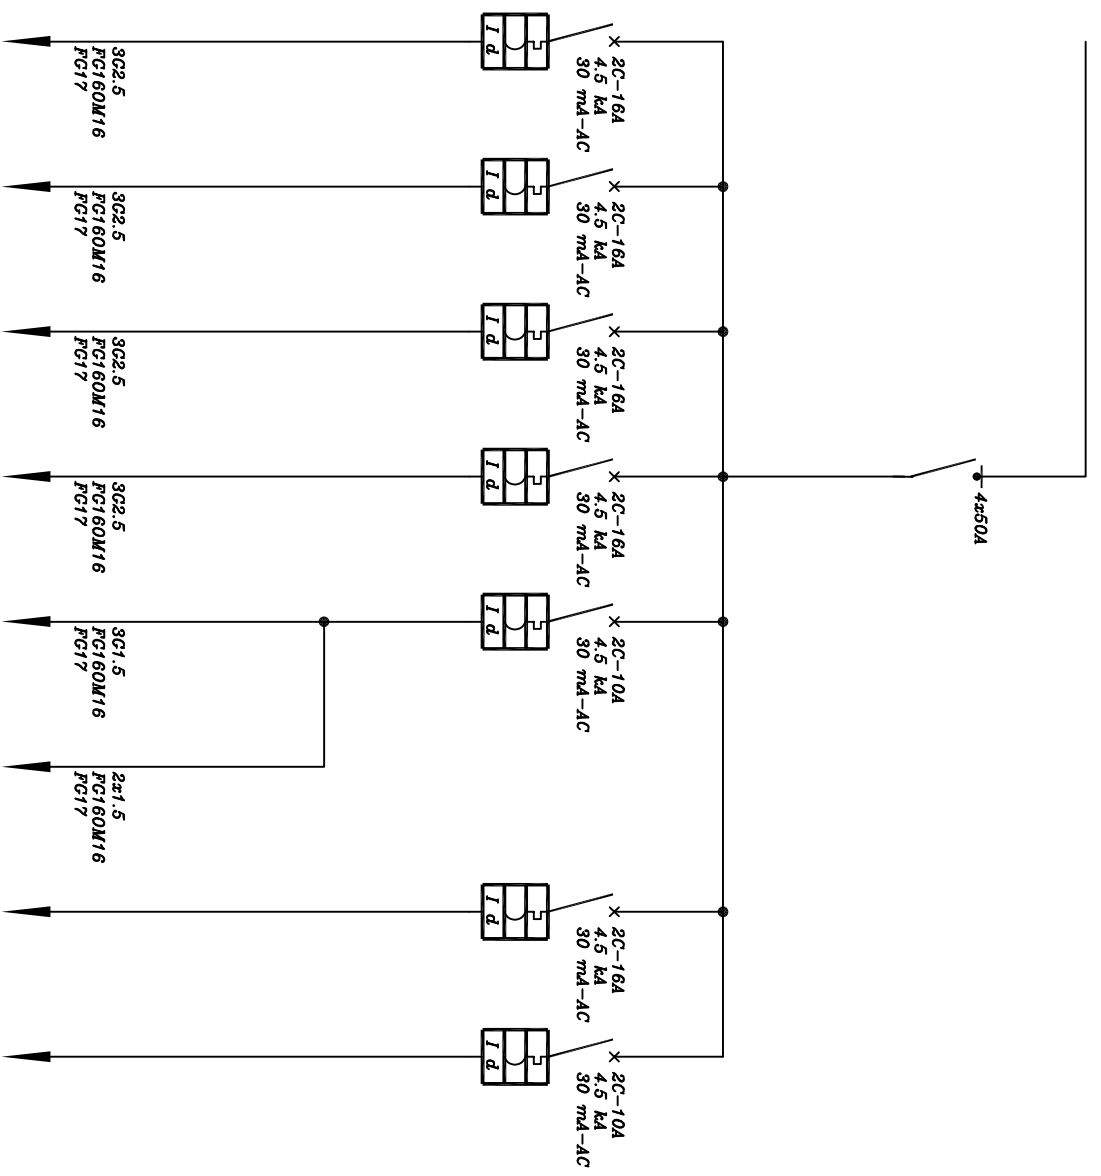 4x50A
2C-16A
4.5 kA
30 mA-AC
2C-16A
4.5 kA
30 mA-AC
2C-16A
4.5 kA
30 mA-AC
2C-16A
4.5 kA
30 mA-AC
2C-10A
4.5 kA
30 mA-AC
2C-16A
4.5 kA
30 mA-AC
2C-10A
4.5 kA
30 mA-AC
I d
I d
I d
I d
I d
I d
I d
3G2.5
FG16OM16
FG17
3G2.5
FG16OM16
FG17
3G2.5
FG16OM16
FG17
3G2.5
FG16OM16
FG17
3G1.5
FG16OM16
FG17
2x1.5
FG16OM16
FG17